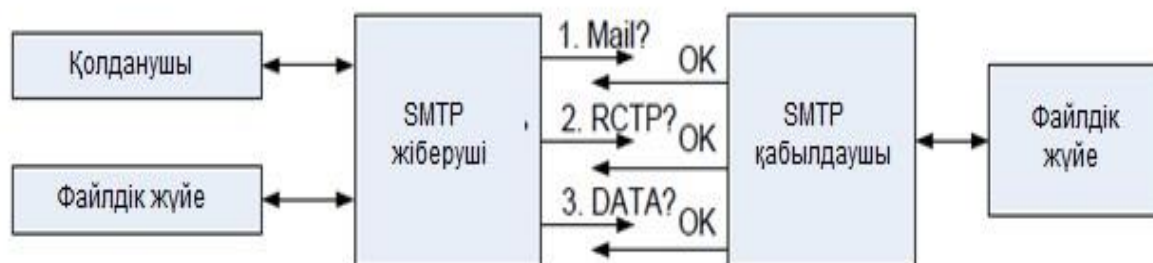 Қолданушы
Файлдік жүйе
SMTP
жіберуші
1. Mail?
OK
2. RCTP?
OK
3. DATA?
OK
SMTP
қабылдаушы
Файлдік
жүйе